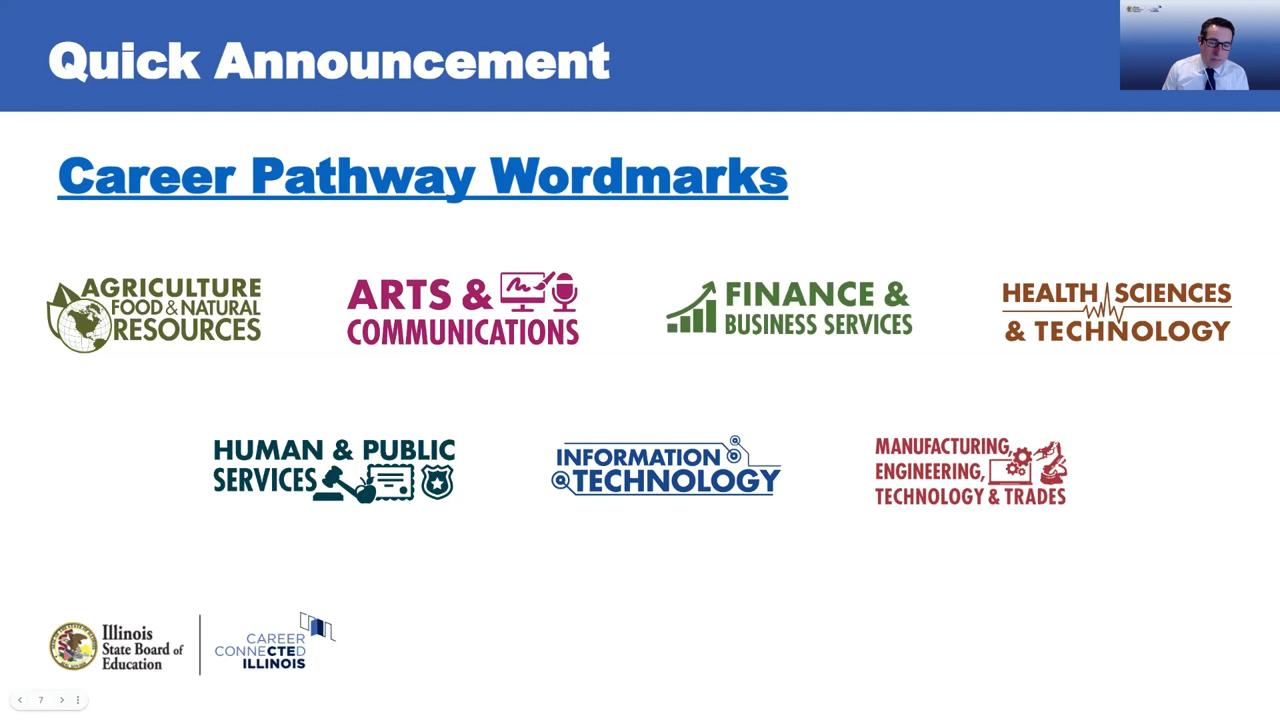 Quick Announcement
Career Pathway Wordmarks
AGRICULTURE
FOOD & NATURAL
RESOURCES
ARTS &
COMMUNICATIONS
FINANCE &
BUSINESS SERVICES
HEALTH SCIENCES
& TECHNOLOGY
HUMAN & PUBLIC
SERVICES
INFORMATION
TECHNOLOGY
MANUFACTURING,
ENGINEERING,
TECHNOLOGY & TRADES
Illinois
State Board of
Education
CAREER
CONNECTED
ILLINOIS
7